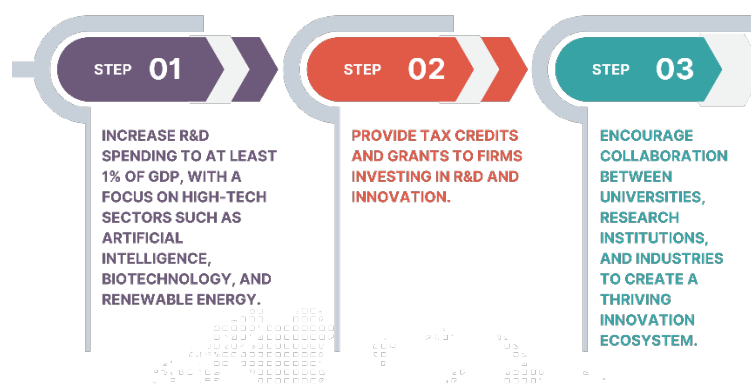 STEP 01
INCREASE R&D
SPENDING TO AT LEAST
1% OF GDP, WITH A
FOCUS ON HIGH-TECH
SECTORS SUCH AS
ARTIFICIAL
INTELLIGENCE,
BIOTECHNOLOGY, AND
RENEWABLE ENERGY.
STEP 02
PROVIDE TAX CREDITS
AND GRANTS TO FIRMS
INVESTING IN R&D AND
INNOVATION.
STEP 03
ENCOURAGE
COLLABORATION
BETWEEN
UNIVERSITIES,
RESEARCH
INSTITUTIONS,
AND INDUSTRIES
TO CREATE A
THRIVING
INNOVATION
ECOSYSTEM.